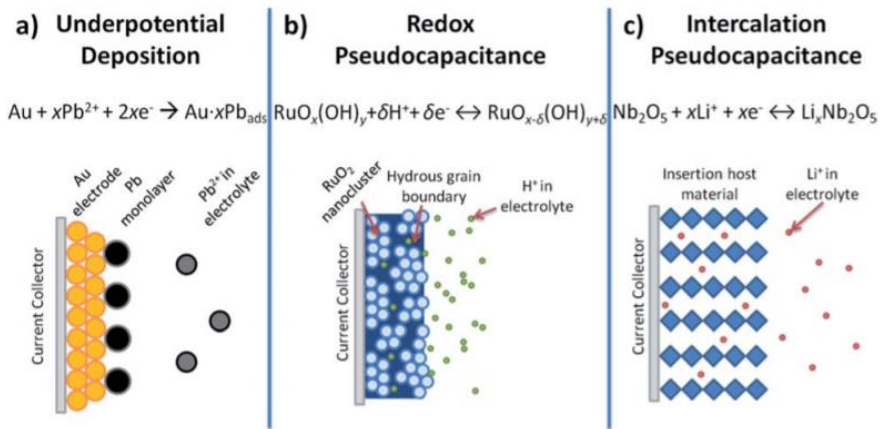 a) Underpotential
Deposition
Au + xPb²⁺ + 2xe⁻ → Au·xPb_ads
Au
electrode
Pb
monolayer
Pb²⁺ in
electrolyte
Current Collector
b) Redox
Pseudocapacitance
RuOₓ(OH)ᵧ+δH⁺+ δe⁻ ↔ RuO_{x-δ}(OH)_{y+δ}
RuO₂
nanocluster
Hydrous grain
boundary
H⁺ in
electrolyte
Current Collector
c) Intercalation
Pseudocapacitance
Nb₂O₅ + xLi⁺ + xe⁻ ↔ LiₓNb₂O₅
Insertion host
material
Li⁺ in
electrolyte
Current Collector